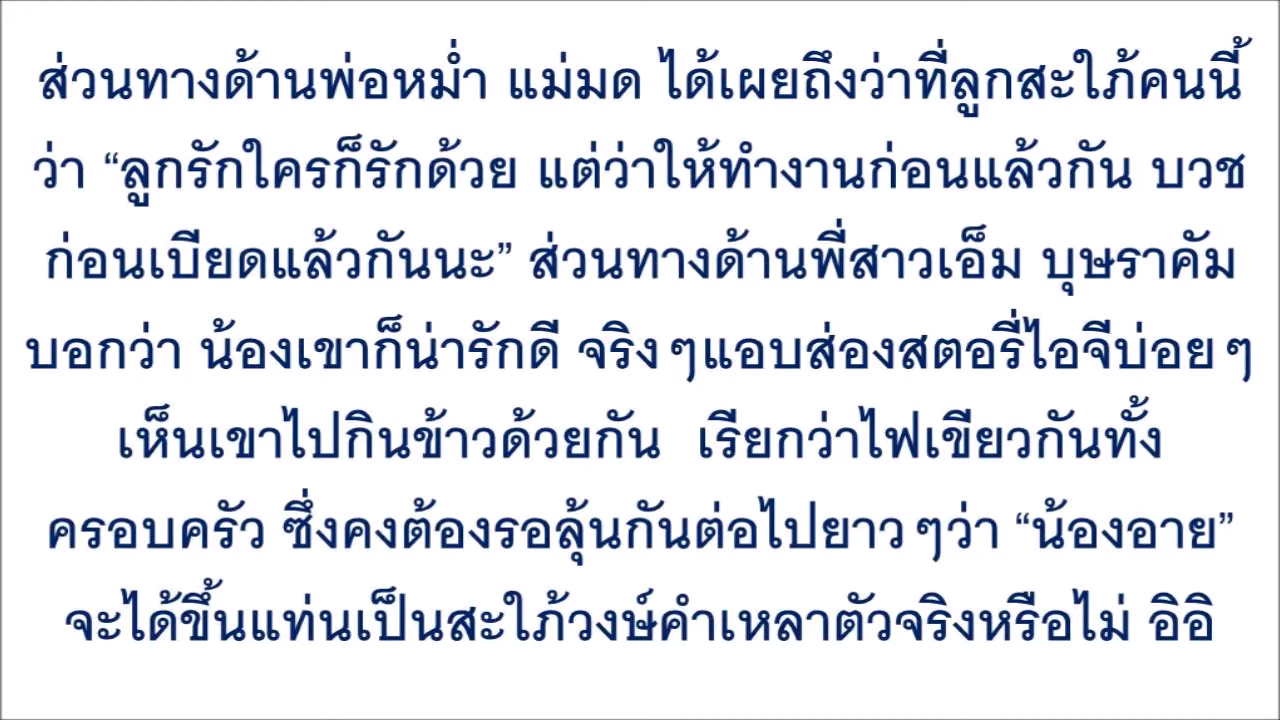 ส่วนทางด้านพ่อหม่ำ แม่มด ได้เผยถึงว่าที่ลูกสะใภ้คนนี้
ว่า “ลูกรักใครก็รักด้วย แต่ว่าให้ทำงานก่อนแล้วกัน บวช
ก่อนเบียดแล้วกันนะ” ส่วนทางด้านพี่สาวเอ็ม บุษราคัม
บอกว่า น้องเขาก็น่ารักดี จริงๆแอบส่องสตอรี่ไอจีบ่อยๆ
เห็นเขาไปกินข้าวด้วยกัน  เรียกว่าไฟเขียวกันทั้ง
ครอบครัว ซึ่งคงต้องรอลุ้นกันต่อไปยาวๆว่า “น้องอาย”
จะได้ขึ้นแท่นเป็นสะใภ้วงษ์คำเหลาตัวจริงหรือไม่ อิอิ